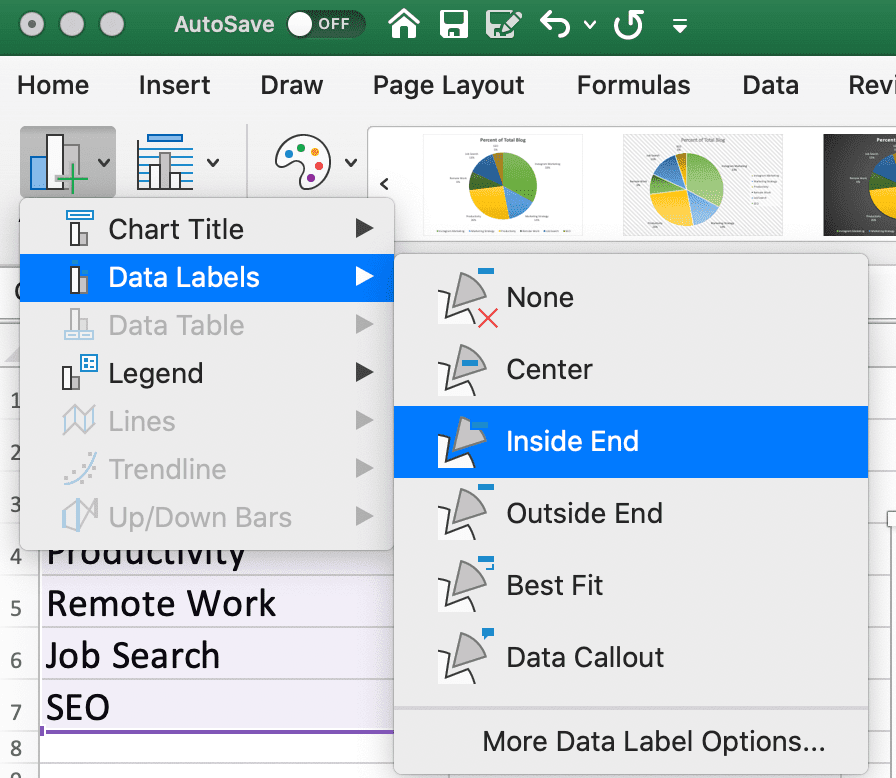 AutoSave OFF
Home Insert Draw Page Layout Formulas Data Revi
Percent of Total Blog
Percent of Total Blog
Chart Title
Data Labels
Data Table
Legend
Lines
Trendline
Up/Down Bars
None
Center
Inside End
Outside End
Best Fit
Data Callout
More Data Label Options...
1
2
3
4 Productivity
5 Remote Work
6 Job Search
7 SEO
8